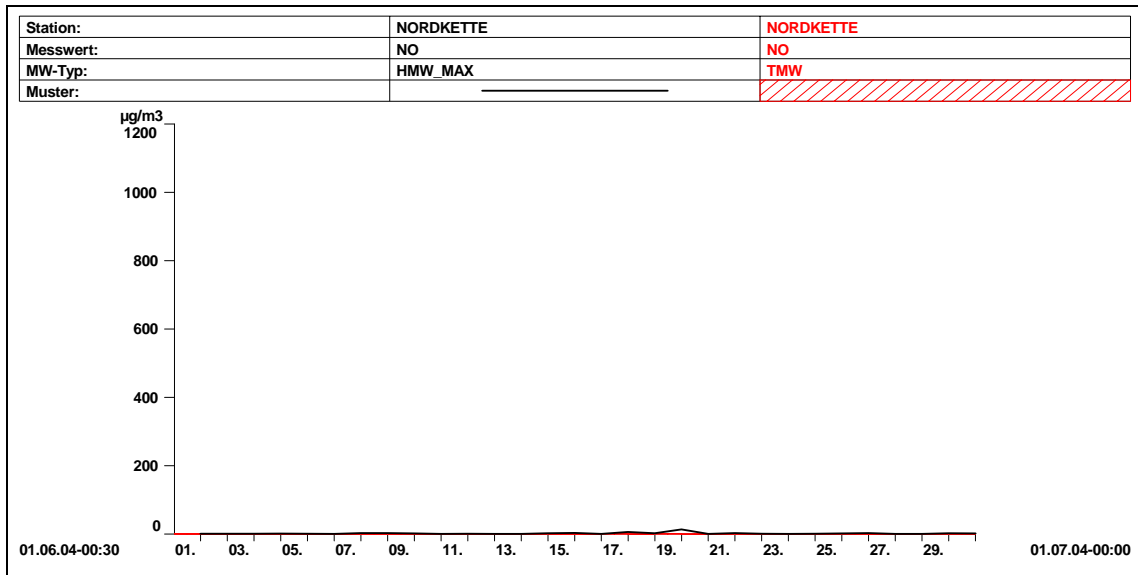 Station: NORDKETTE NORDKETTE
Messwert: NO NO
MW-Typ: HMW_MAX TMW
Muster:
µg/m3
1200
1000
800
600
400
200
0
01.06.04-00:30 01. 03. 05. 07. 09. 11. 13. 15. 17. 19. 21. 23. 25. 27. 29. 01.07.04-00:00